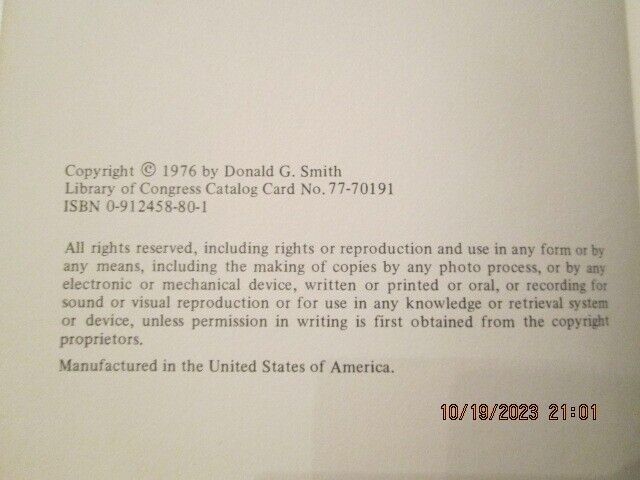 Copyright © 1976 by Donald G. Smith
Library of Congress Catalog Card No. 77-70191
ISBN 0-912458-80-1
All rights reserved, including rights or reproduction and use in any form or by
any means, including the making of copies by any photo process, or by any
electronic or mechanical device, written or printed or oral, or recording for
sound or visual reproduction or for use in any knowledge or retrieval system
or device, unless permission in writing is first obtained from the copyright
proprietors.
Manufactured in the United States of America.
10/19/2023 21:01